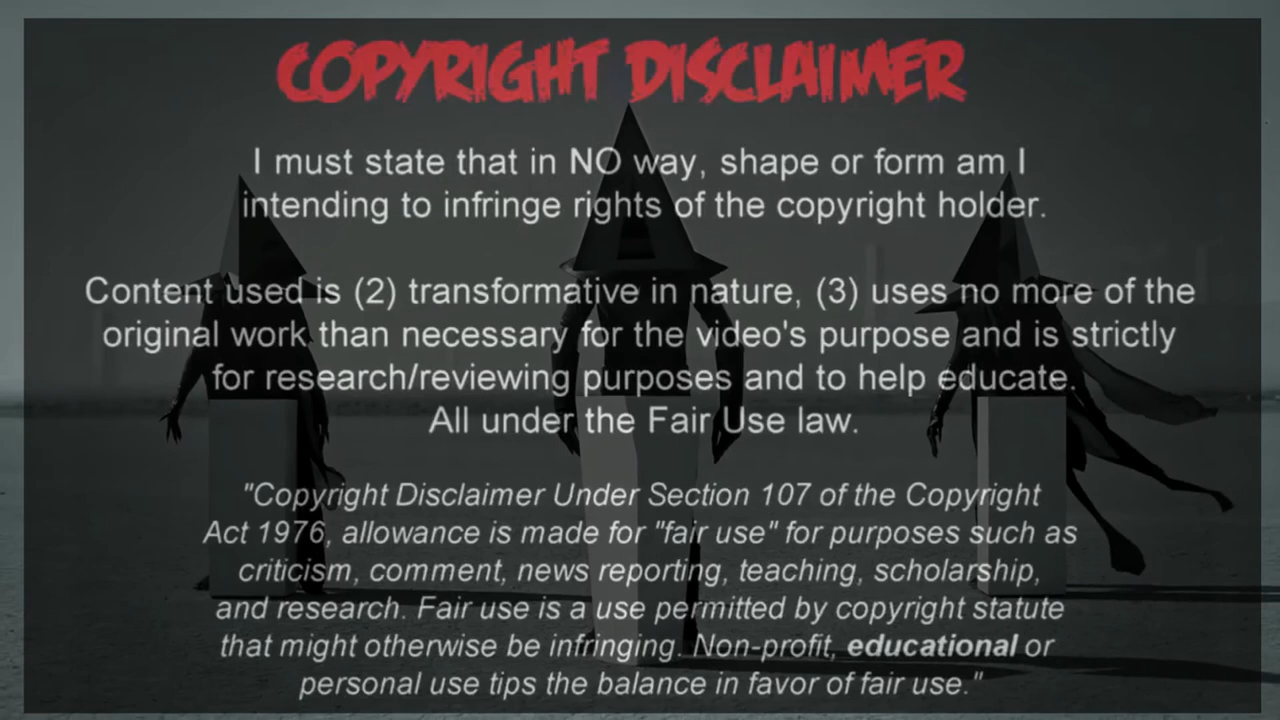 COPYRIGHT DISCLAIMER
I must state that in NO way, shape or form am I
intending to infringe rights of the copyright holder.
Content used is (2) transformative in nature, (3) uses no more of the
original work than necessary for the video's purpose and is strictly
for research/reviewing purposes and to help educate.
All under the Fair Use law.
"Copyright Disclaimer Under Section 107 of the Copyright
Act 1976, allowance is made for "fair use" for purposes such as
criticism, comment, news reporting, teaching, scholarship,
and research. Fair use is a use permitted by copyright statute
that might otherwise be infringing. Non-profit, educational or
personal use tips the balance in favor of fair use."